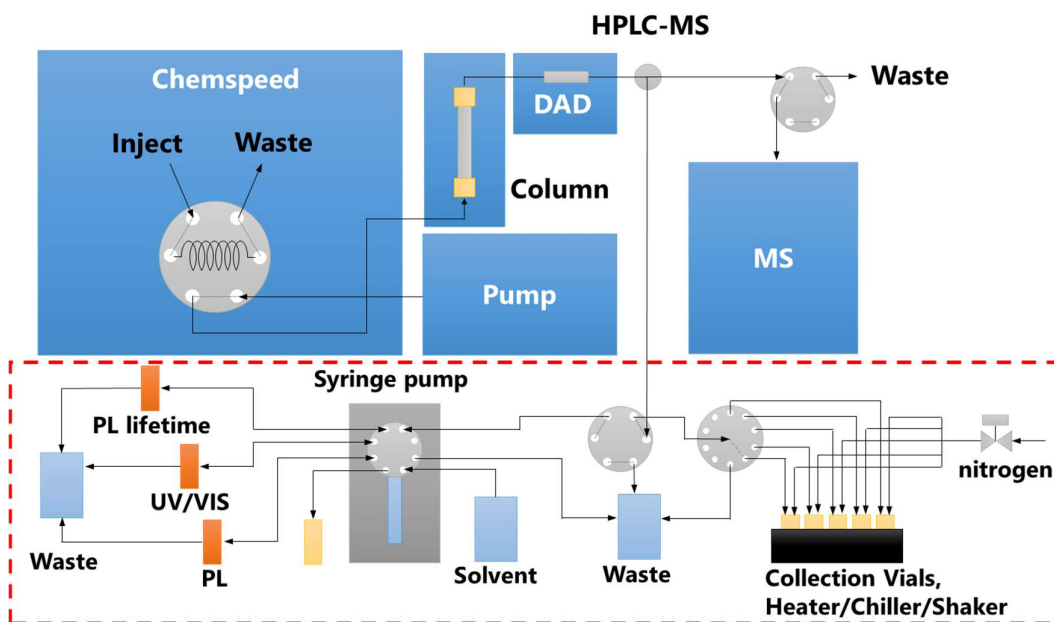 HPLC-MS
Chemspeed
Inject
Waste
DAD
Waste
Column
Pump
MS
Syringe pump
PL lifetime
UV/VIS
PL
Waste
Solvent
Waste
nitrogen
Collection Vials,
Heater/Chiller/Shaker